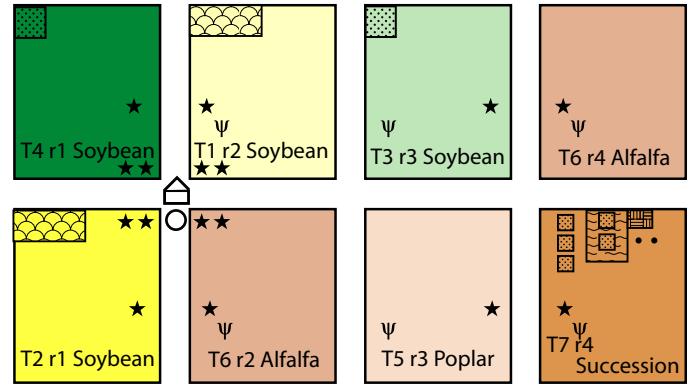 T4 r1 Soybean
ψ
T1 r2 Soybean
ψ
T3 r3 Soybean
ψ
T6 r4 Alfalfa
T2 r1 Soybean
ψ
T6 r2 Alfalfa
ψ
T5 r3 Poplar
ψ
T7 r4
Succession